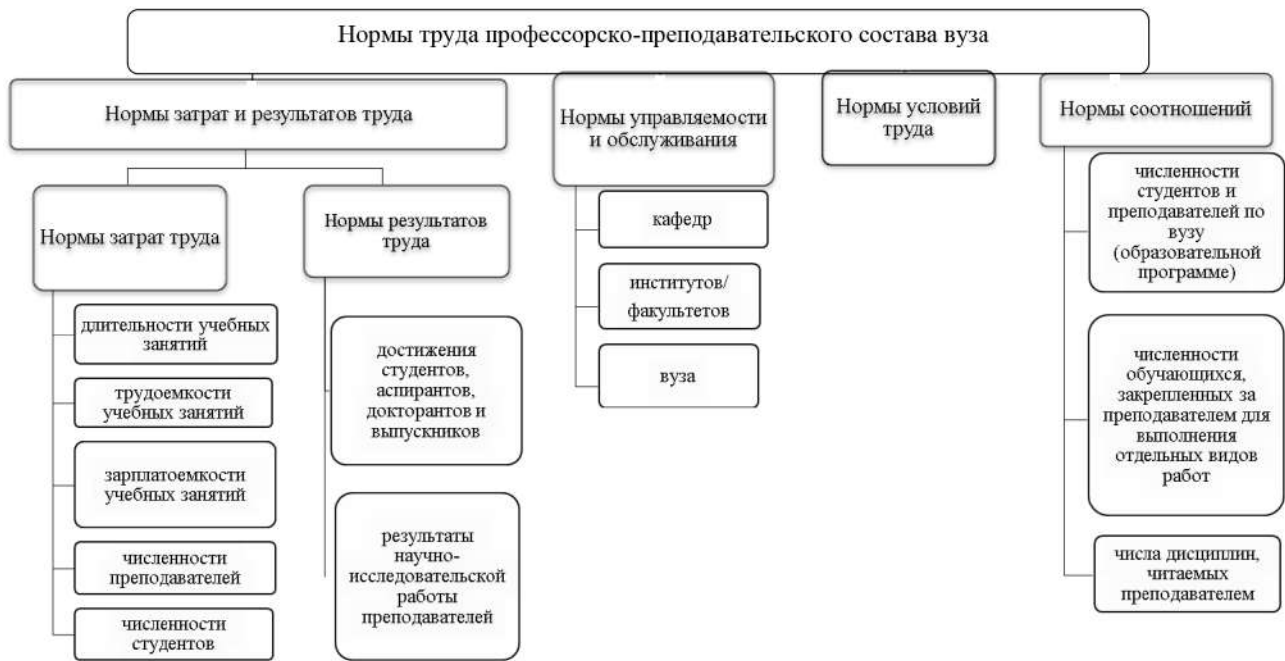 Нормы труда профессорско-преподавательского состава вуза
Нормы затрат и результатов труда
Нормы затрат труда
длительности учебных
занятий
трудоемкости
учебных занятий
зарплатоемкости
учебных занятий
численности
преподавателей
численности
студентов
Нормы результатов
труда
достижения
студентов,
аспирантов,
докторантов и
выпускников
результаты
научно-
исследовательской
работы
преподавателей
Нормы управляемости
и обслуживания
кафедр
институтов/
факультетов
вуза
Нормы условий
труда
Нормы соотношений
численности
студентов и
преподавателей по
вузу
(образовательной
программе)
численности
обучающихся,
закрепленных за
преподавателем для
выполнения
отдельных видов
работ
числа дисциплин,
читаемых
преподавателем